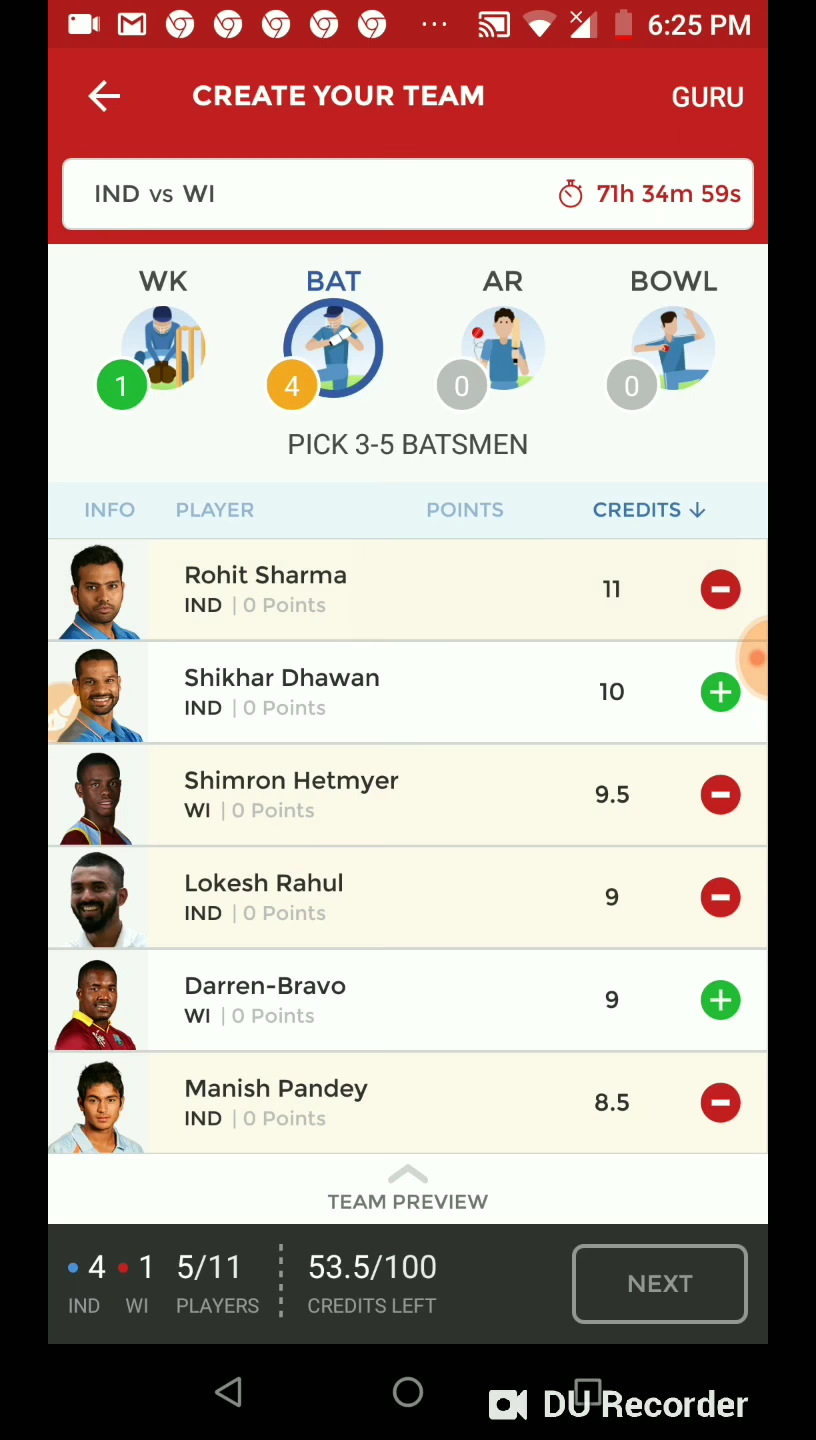 6:25 PM
CREATE YOUR TEAM GURU
IND vs WI 71h 34m 59s
WK BAT AR BOWL
1 4 0 0
PICK 3-5 BATSMEN
INFO PLAYER POINTS CREDITS ↓
Rohit Sharma
IND | 0 Points 11
Shikhar Dhawan
IND | 0 Points 10
Shimron Hetmyer
WI | 0 Points 9.5
Lokesh Rahul
IND | 0 Points 9
Darren-Bravo
WI | 0 Points 9
Manish Pandey
IND | 0 Points 8.5
TEAM PREVIEW
4 1 5/11 53.5/100 NEXT
IND WI PLAYERS CREDITS LEFT
DU Recorder